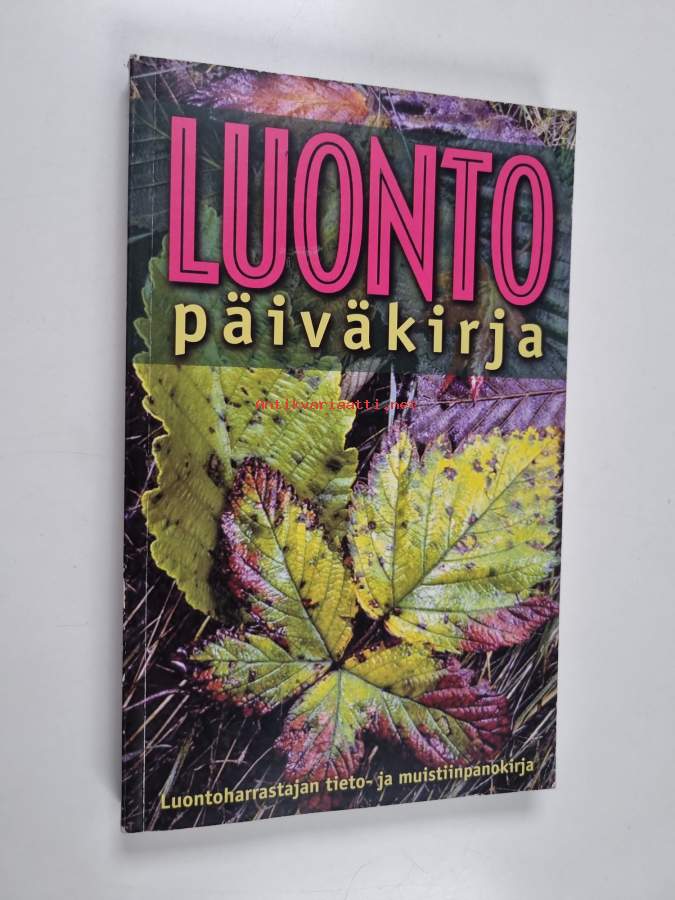 LUONTO
päiväkirja
Antikvariaatti.net
Luontoharrastajan tieto- ja muistiinpanokirja